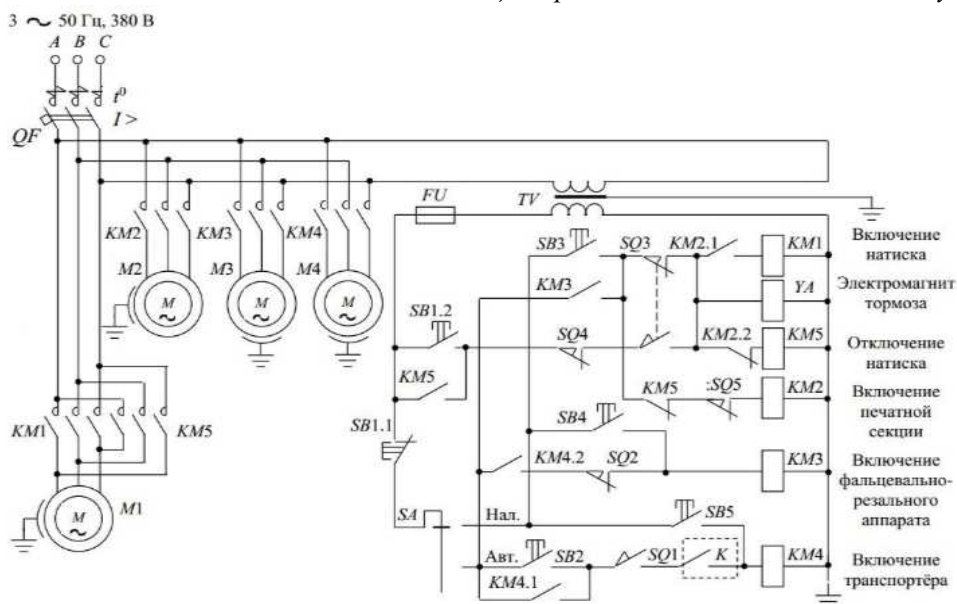 3 ~ 50 Гц, 380 В
A B C
t⁰
I >
QF
FU
TV
KM2
KM3
KM4
M2
M3
M4
M
M
M
SB3
SQ3
KM2.1
KM1
Включение
натиска
KM3
YA
Электромагнит
тормоза
SB1.2
SQ4
KM2.2
KM5
Отключение
натиска
KM5
KM5
:SQ5
KM2
Включение
печатной
секции
KM1
KM5
SB1.1
SB4
KM4.2
SQ2
KM3
Включение
фальцевально-
резального
аппарата
M
M1
SA
Нал.
SB5
Авт.
SB2
SQ1
K
KM4
Включение
транспортёра
KM4.1